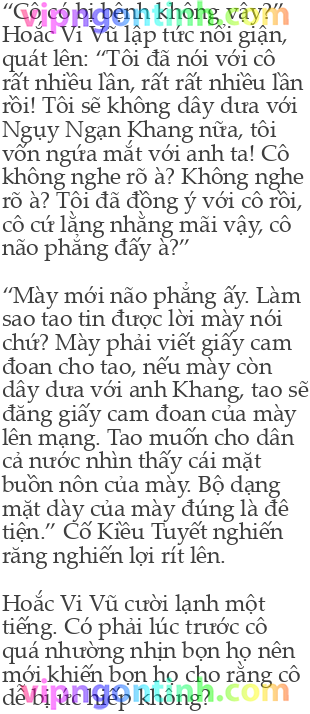 “Cô có bị bệnh không vậy?”
vipngontinh.com
Hoắc Vi Vũ lập tức nổi giận,
quát lên: “Tôi đã nói với cô
rất nhiều lần, rất rất nhiều lần
rồi! Tôi sẽ không dây dưa với
Ngụy Ngạn Khang nữa, tôi
vốn ngứa mắt với anh ta! Cô
không nghe rõ à? Không nghe
rõ à? Tôi đã đồng ý với cô rồi,
cô cứ lằng nhằng mãi vậy, cô
não phẳng đấy à?”
“Mày mới não phẳng ấy. Làm
sao tao tin được lời mày nói
chứ? Mày phải viết giấy cam
đoan cho tao, nếu mày còn
dây dưa với anh Khang, tao sẽ
đăng giấy cam đoan của mày
lên mạng. Tao muốn cho dân
cả nước nhìn thấy cái mặt
buồn nôn của mày. Bộ dạng
mặt dày của mày đúng là đê
tiện.” Cố Kiều Tuyết nghiến
răng nghiến lợi rít lên.
Hoắc Vi Vũ cười lạnh một
tiếng. Có phải lúc trước cô
quá nhường nhịn bọn họ nên
mới khiến bọn họ cho rằng cô
vipngontinh.com
dễ bị ức hiếp không?